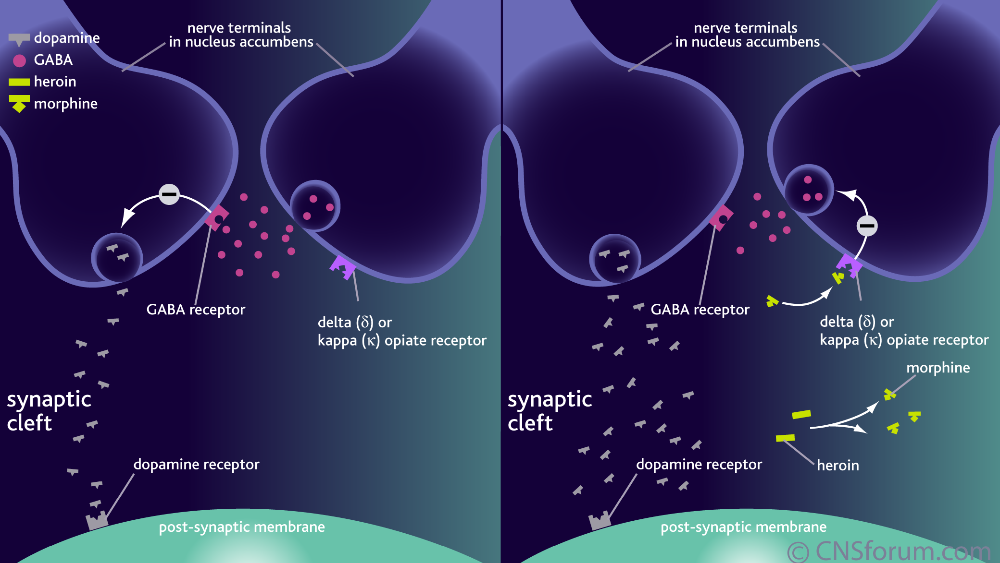 nerve terminals
in nucleus accumbens
dopamine
GABA
heroin
morphine
GABA receptor
delta (δ) or
kappa (κ) opiate receptor
synaptic
cleft
dopamine receptor
post-synaptic membrane
nerve terminals
in nucleus accumbens
GABA receptor
delta (δ) or
kappa (κ) opiate receptor
morphine
synaptic
cleft
dopamine receptor
heroin
post-synaptic membrane
© CNSforum.com